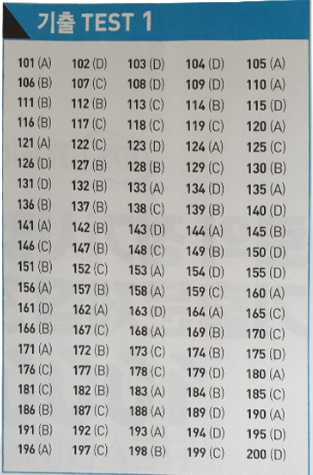 기출 TEST 1
101 (A) 102 (D) 103 (D) 104 (D) 105 (A)
106 (B) 107 (C) 108 (D) 109 (D) 110 (A)
111 (B) 112 (B) 113 (C) 114 (B) 115 (D)
116 (B) 117 (C) 118 (C) 119 (C) 120 (A)
121 (A) 122 (C) 123 (D) 124 (A) 125 (C)
126 (D) 127 (B) 128 (B) 129 (C) 130 (B)
131 (D) 132 (B) 133 (A) 134 (D) 135 (A)
136 (B) 137 (B) 138 (C) 139 (B) 140 (D)
141 (A) 142 (B) 143 (D) 144 (A) 145 (B)
146 (C) 147 (B) 148 (C) 149 (B) 150 (D)
151 (B) 152 (C) 153 (A) 154 (D) 155 (D)
156 (A) 157 (B) 158 (A) 159 (C) 160 (A)
161 (D) 162 (A) 163 (D) 164 (A) 165 (C)
166 (B) 167 (C) 168 (A) 169 (B) 170 (C)
171 (A) 172 (B) 173 (C) 174 (B) 175 (D)
176 (C) 177 (B) 178 (C) 179 (D) 180 (A)
181 (C) 182 (B) 183 (A) 184 (B) 185 (C)
186 (B) 187 (C) 188 (A) 189 (D) 190 (A)
191 (B) 192 (C) 193 (A) 194 (D) 195 (D)
196 (A) 197 (C) 198 (B) 199 (C) 200 (D)